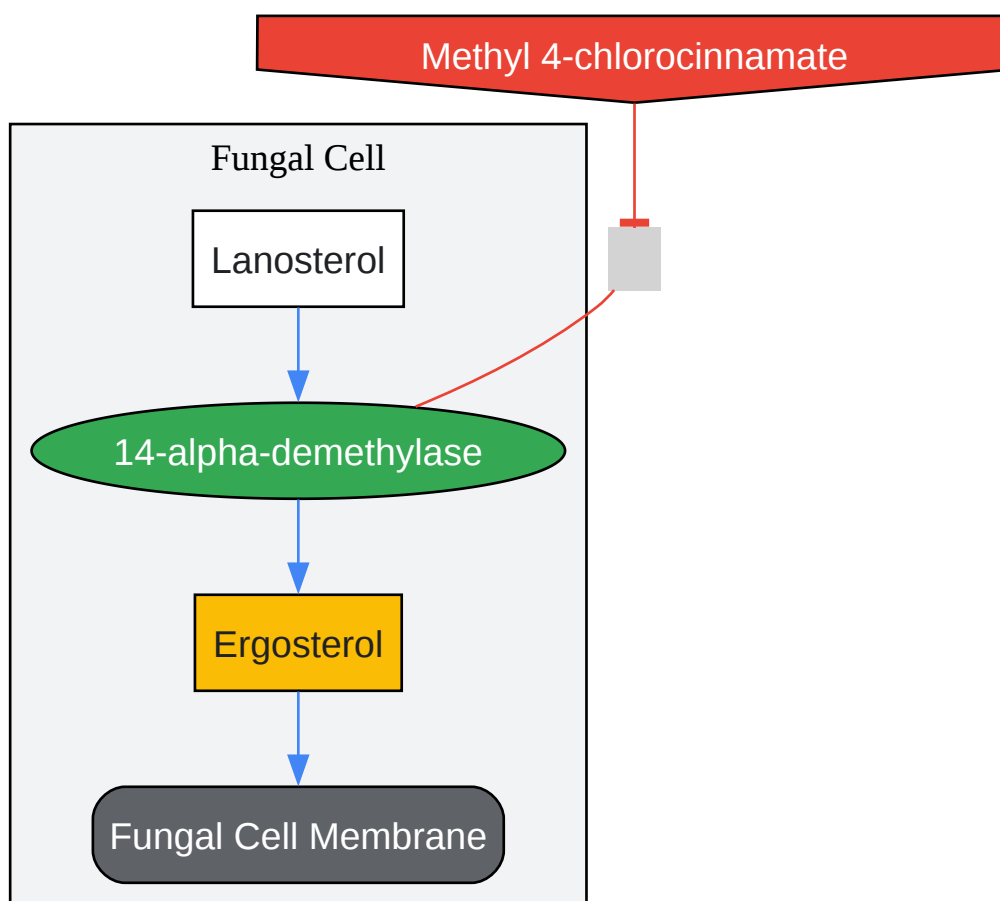 Methyl 4-chlorocinnamate
Fungal Cell
Lanosterol
14-alpha-demethylase
Ergosterol
Fungal Cell Membrane